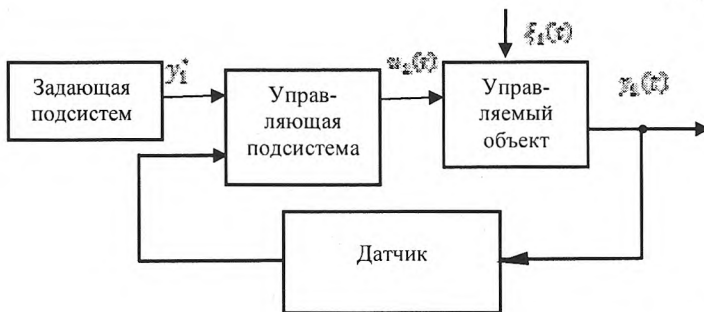 ξ₁(t)
Задающая
подсистем
y₁*
Управ-
ляющая
подсистема
u₁(t)
Управ-
ляемый
объект
y₁(t)
Датчик